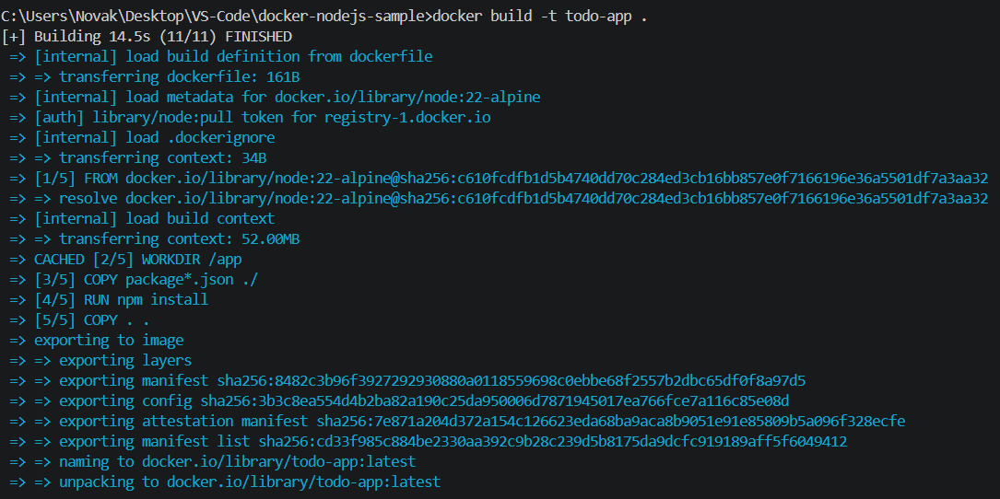 C:\Users\Novak\Desktop\VS-Code\docker-nodejs-sample>docker build -t todo-app .
[+] Building 14.5s (11/11) FINISHED
=> [internal] load build definition from dockerfile
=> => transferring dockerfile: 161B
=> [internal] load metadata for docker.io/library/node:22-alpine
=> [auth] library/node:pull token for registry-1.docker.io
=> [internal] load .dockerignore
=> => transferring context: 34B
=> [1/5] FROM docker.io/library/node:22-alpine@sha256:c610fcdfb1d5b4740dd70c284ed3cb16bb857e0f7166196e36a5501df7a3aa32
=> => resolve docker.io/library/node:22-alpine@sha256:c610fcdfb1d5b4740dd70c284ed3cb16bb857e0f7166196e36a5501df7a3aa32
=> [internal] load build context
=> => transferring context: 52.00MB
=> CACHED [2/5] WORKDIR /app
=> [3/5] COPY package*.json ./
=> [4/5] RUN npm install
=> [5/5] COPY . .
=> exporting to image
=> => exporting layers
=> => exporting manifest sha256:8482c3b96f3927292930880a0118559698c0ebbe68f2557b2dbc65df0f8a97d5
=> => exporting config sha256:3b3c8ea554d4b2ba82a190c25da950006d7871945017ea766fce7a116c85e08d
=> => exporting attestation manifest sha256:7e871a204d372a154c126623eda68ba9aca8b9051e91e85809b5a096f328ecfe
=> => exporting manifest list sha256:cd33f985c884be2330aa392c9b28c239d5b8175da9dcfc919189aff5f6049412
=> => naming to docker.io/library/todo-app:latest
=> => unpacking to docker.io/library/todo-app:latest